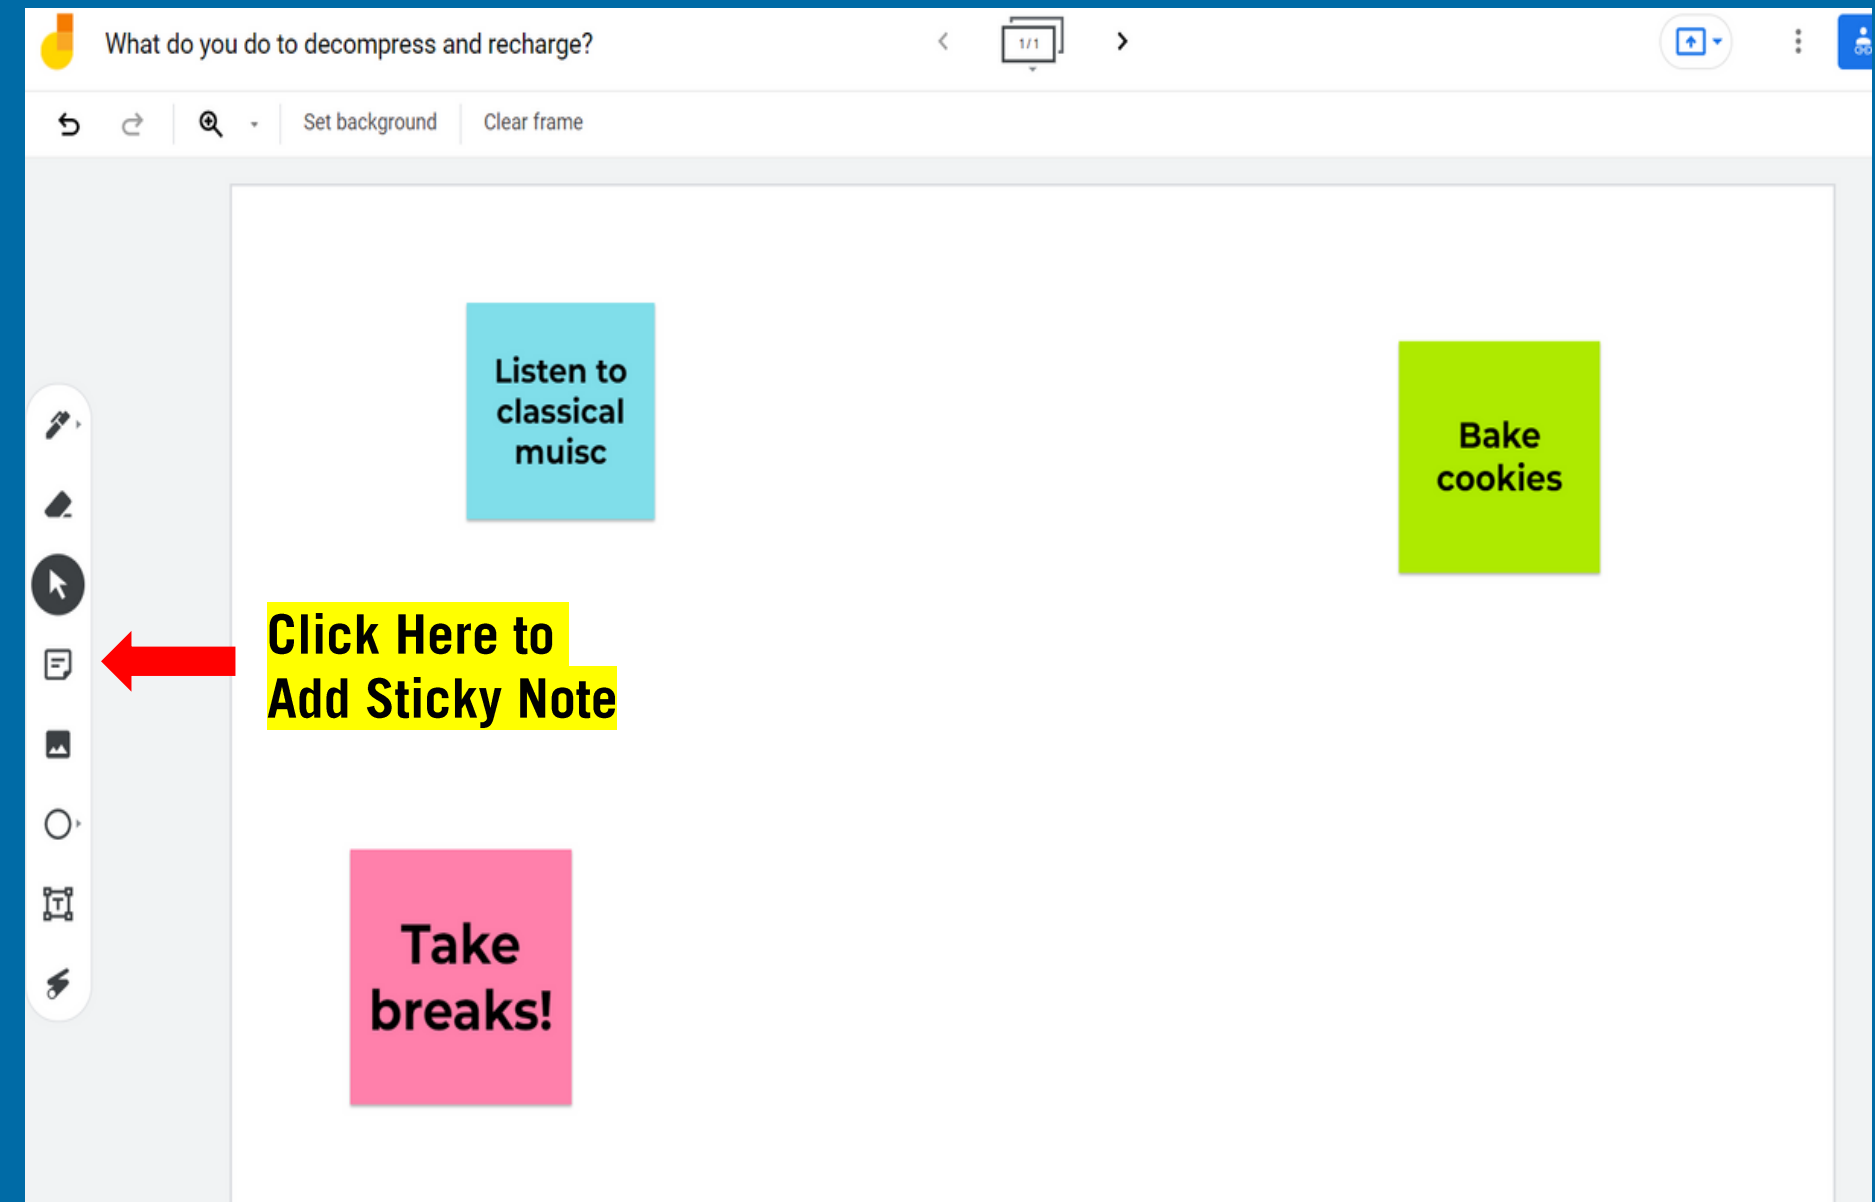 What do you do to decompress and recharge?
1/1
Set background
Clear frame
Listen to
classical
muisc
Bake
cookies
Click Here to
Add Sticky Note
Take
breaks!